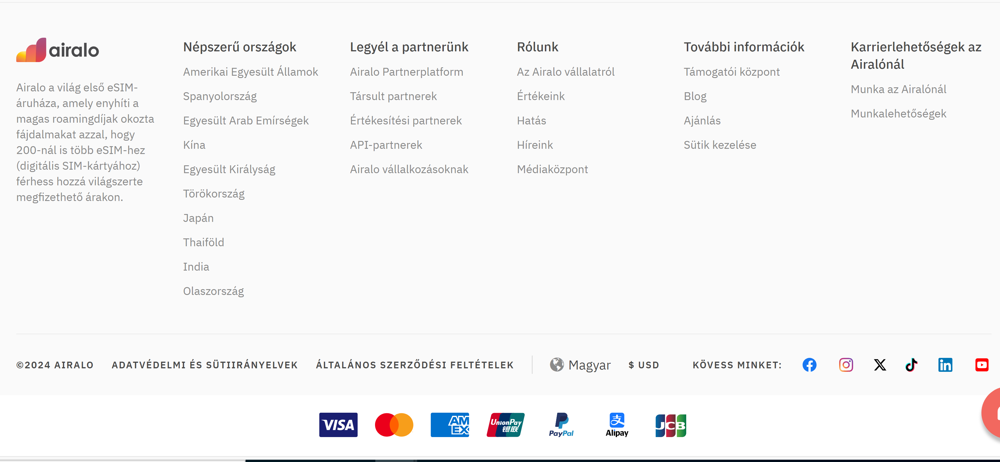 airalo
Airalo a világ első eSIM-
áruháza, amely enyhíti a
magas roamingdíjak okozta
fájdalmakat azzal, hogy
200-nál is több eSIM-hez
(digitális SIM-kártyához)
férhess hozzá világszerte
megfizethető árakon.
Népszerű országok
Amerikai Egyesült Államok
Spanyolország
Egyesült Arab Emírségek
Kína
Egyesült Királyság
Törökország
Japán
Thaiföld
India
Olaszország
Legyél a partnerünk
Airalo Partnerplatform
Társult partnerek
Értékesítési partnerek
API-partnerek
Airalo vállalkozásoknak
Rólunk
Az Airalo vállalatról
Értékeink
Hatás
Híreink
Médiaközpont
További információk
Támogatói központ
Blog
Ajánlás
Sütik kezelése
Karrierlehetőségek az
Airalónál
Munka az Airalónál
Munkalehetőségek
©2024 AIRALO ADATVÉDELMI ÉS SÜTIIRÁNYELVEK ÁLTALÁNOS SZERZŐDÉSI FELTÉTELEK Magyar $ USD KÖVESS MINKET:
VISA
AM
EX
UnionPay
银联
PayPal
支
Alipay
JCB